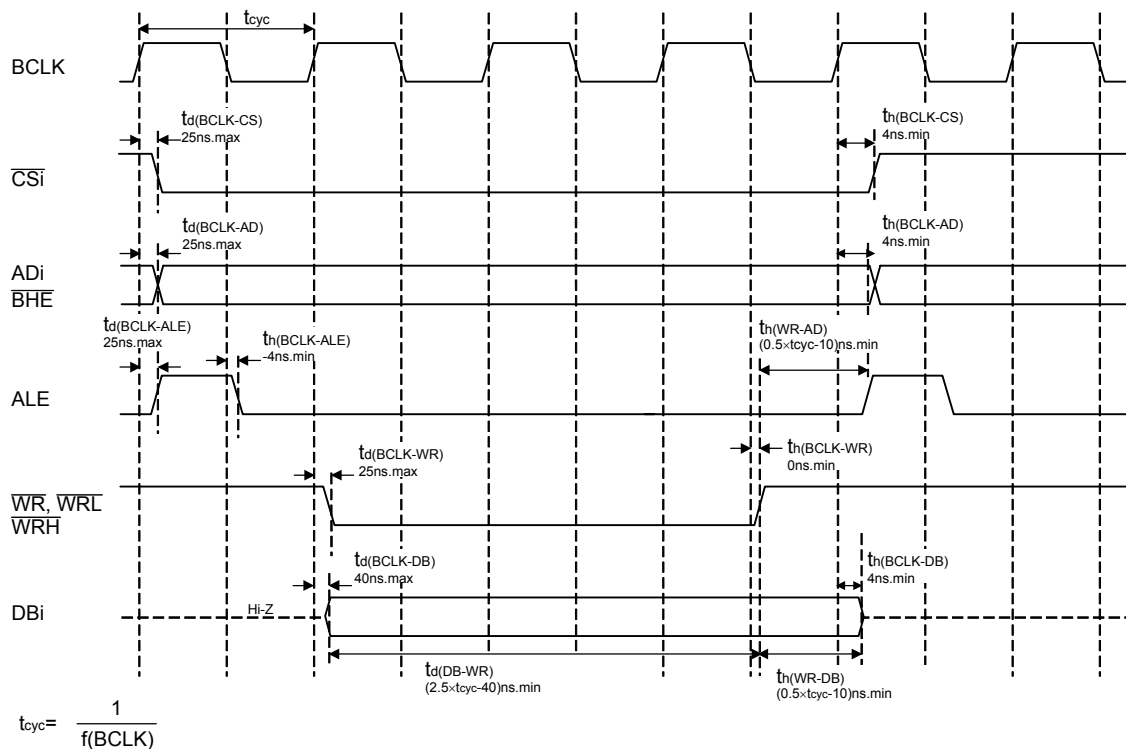 tcyc
BCLK
td(BCLK-CS)
25ns.max
th(BCLK-CS)
4ns.min
CSi
td(BCLK-AD)
25ns.max
th(BCLK-AD)
4ns.min
ADi
BHE
td(BCLK-ALE)
25ns.max
th(BCLK-ALE)
-4ns.min
th(WR-AD)
(0.5×tcyc-10)ns.min
ALE
td(BCLK-WR)
25ns.max
th(BCLK-WR)
0ns.min
WR, WRL
WRH
td(BCLK-DB)
40ns.max
th(BCLK-DB)
4ns.min
DBi
Hi-Z
td(DB-WR)
(2.5×tcyc-40)ns.min
th(WR-DB)
(0.5×tcyc-10)ns.min
tcyc= 1
f(BCLK)